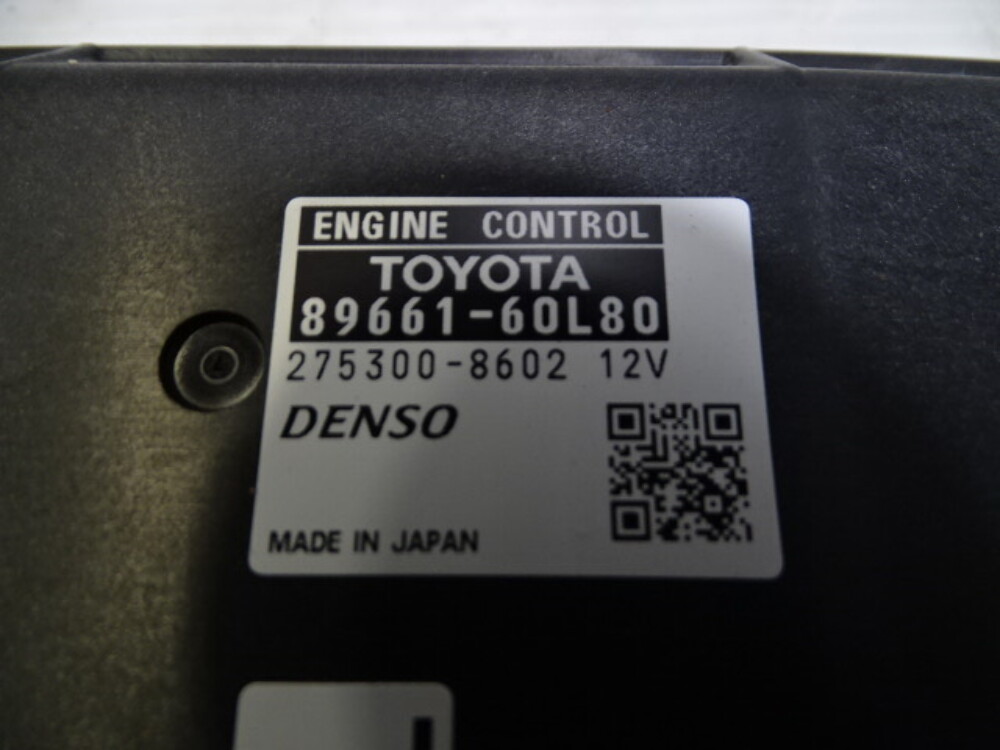 ENGINE CONTROL
TOYOTA
89661-60L80
275300-8602 12V
DENSO
MADE IN JAPAN